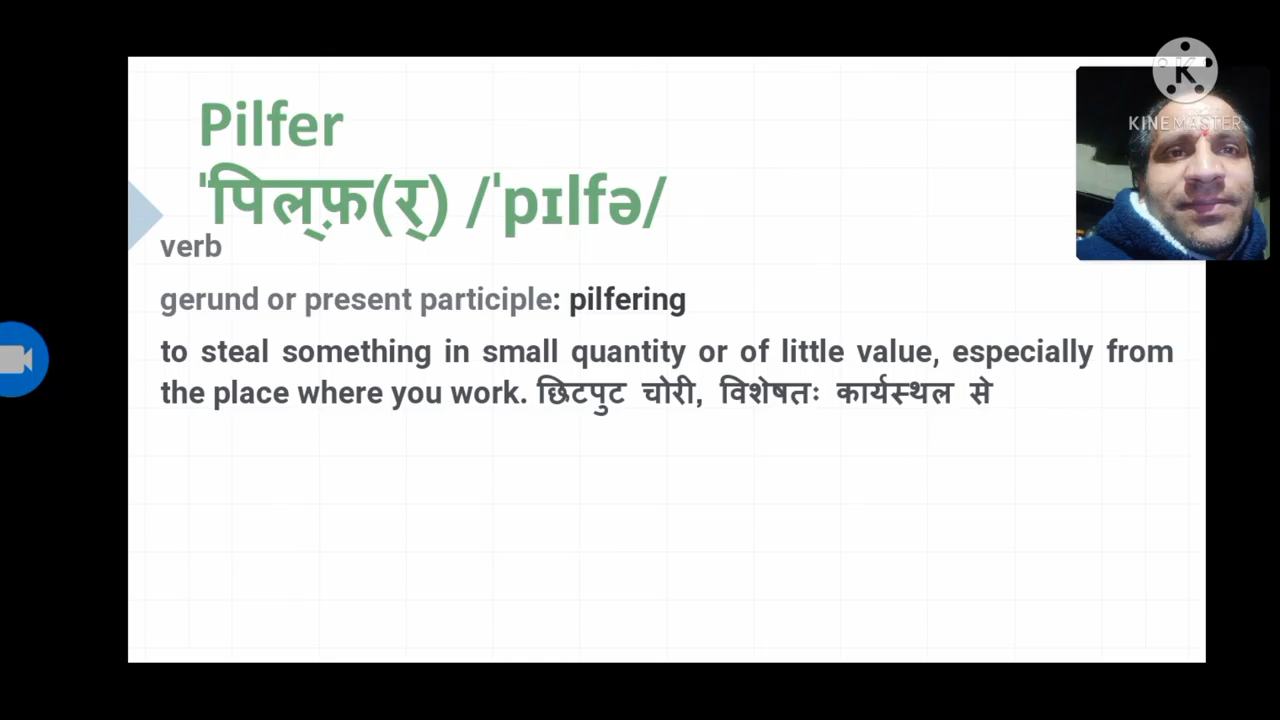 Pilfer
ˈपिल्‌फ़(र्) /ˈpɪlfə/
verb
gerund or present participle: pilfering
to steal something in small quantity or of little value, especially from
the place where you work. छिटपुट चोरी, विशेषतः कार्यस्थल से
K
KINEMASTER